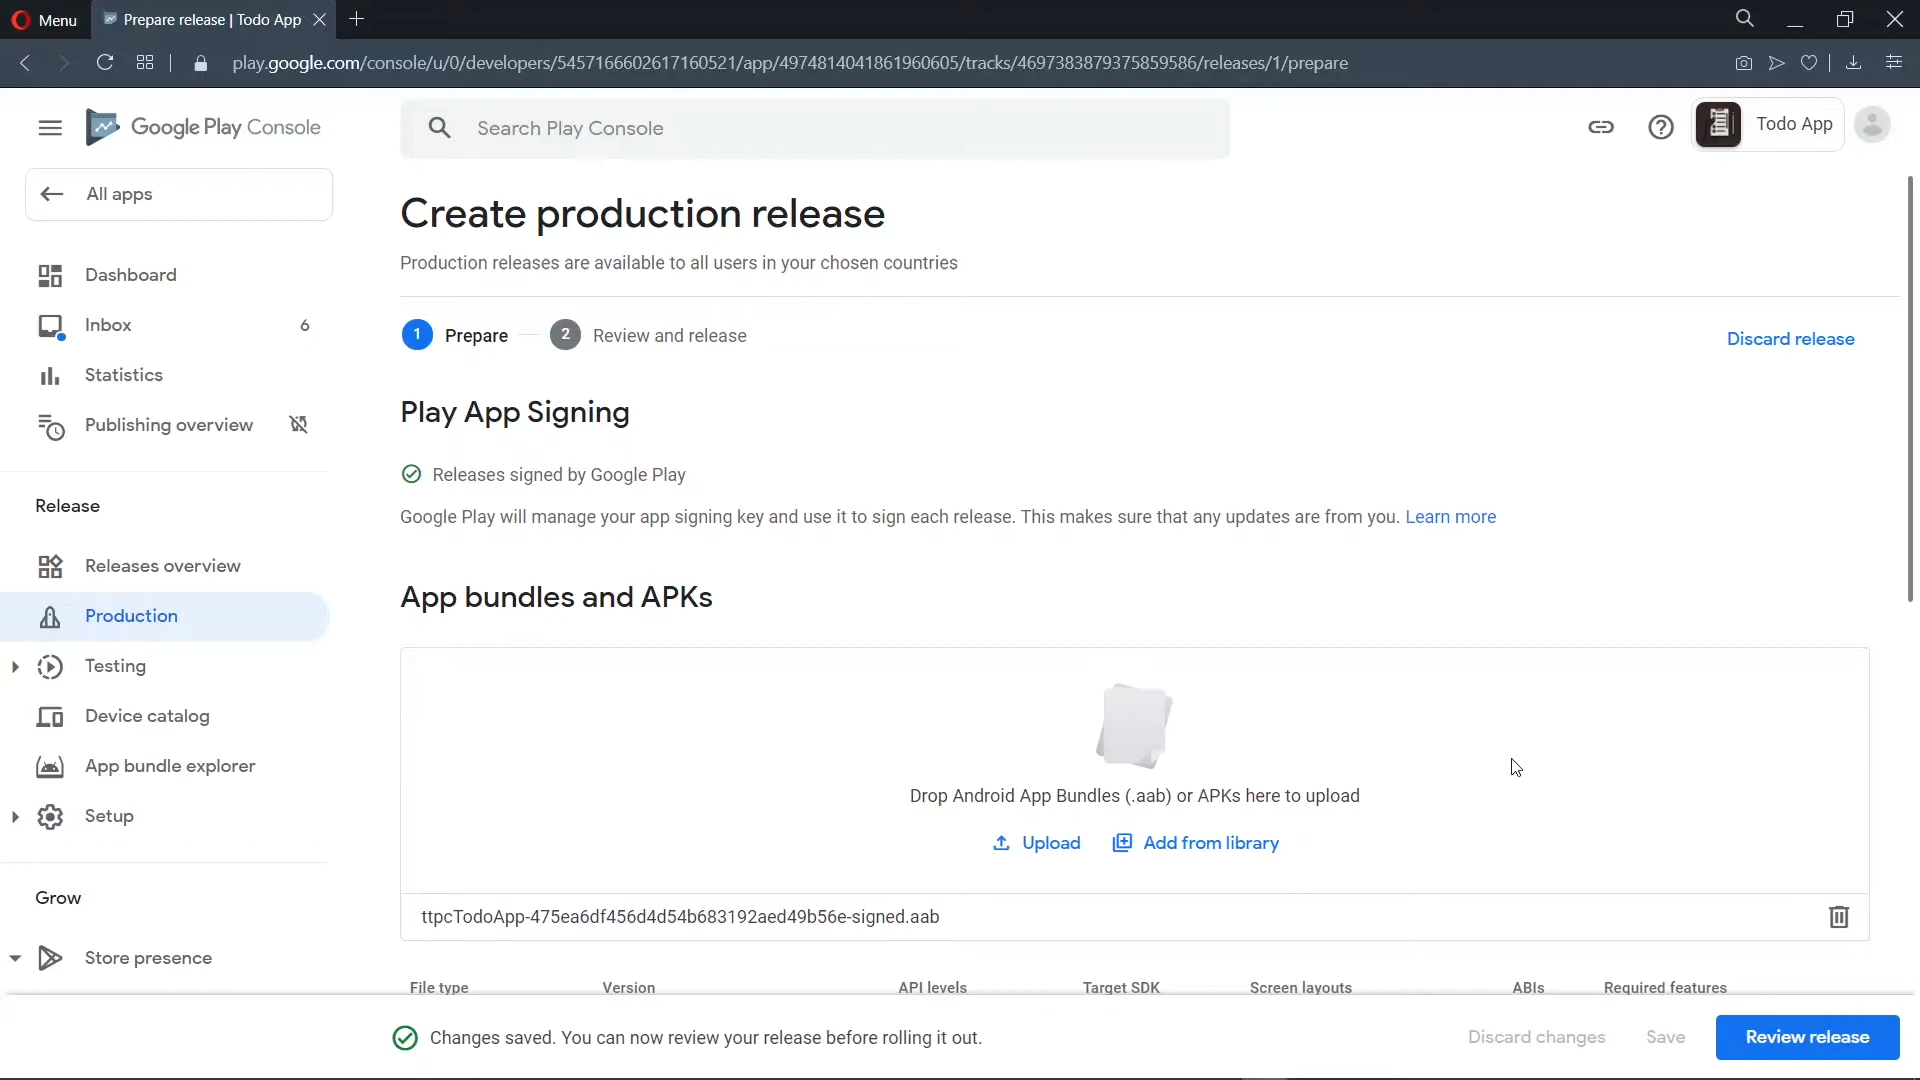 Menu
Prepare release | Todo App
play.google.com/console/u/0/developers/5457166602617160521/app/4974814041861960605/tracks/4697383879375859586/releases/1/prepare
Google Play Console
Search Play Console
Todo App
All apps
Create production release
Production releases are available to all users in your chosen countries
Dashboard
Inbox 6
Statistics
Publishing overview
1 Prepare 2 Review and release
Discard release
Play App Signing
Releases signed by Google Play
Google Play will manage your app signing key and use it to sign each release. This makes sure that any updates are from you. Learn more
Release
Releases overview
Production
Testing
Device catalog
App bundle explorer
Setup
App bundles and APKs
Drop Android App Bundles (.aab) or APKs here to upload
Upload Add from library
ttpcTodoApp-475ea6df456d4d54b683192aed49b56e-signed.aab
Grow
Store presence
File type Version API levels Target SDK Screen layouts ABIs Required features
Changes saved. You can now review your release before rolling it out.
Discard changes Save Review release